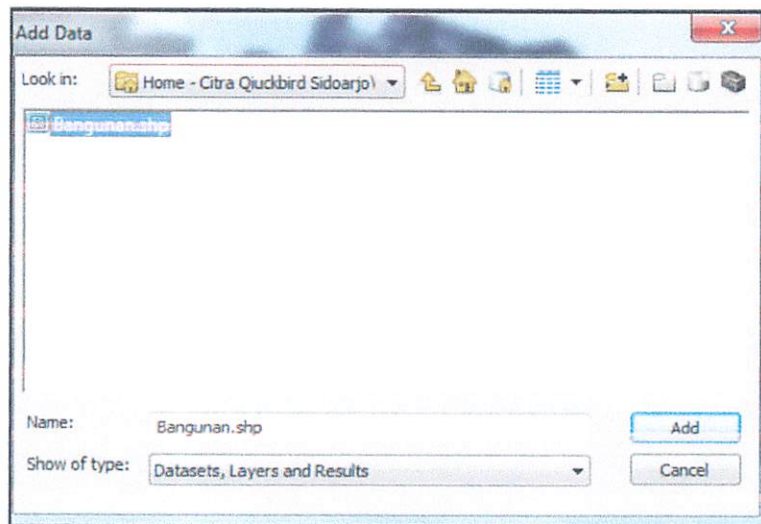 Add Data
Look in: Home - Citra Qiuckbird Sidoarjo\
Bangunan.shp
Name: Bangunan.shp Add
Show of type: Datasets, Layers and Results Cancel